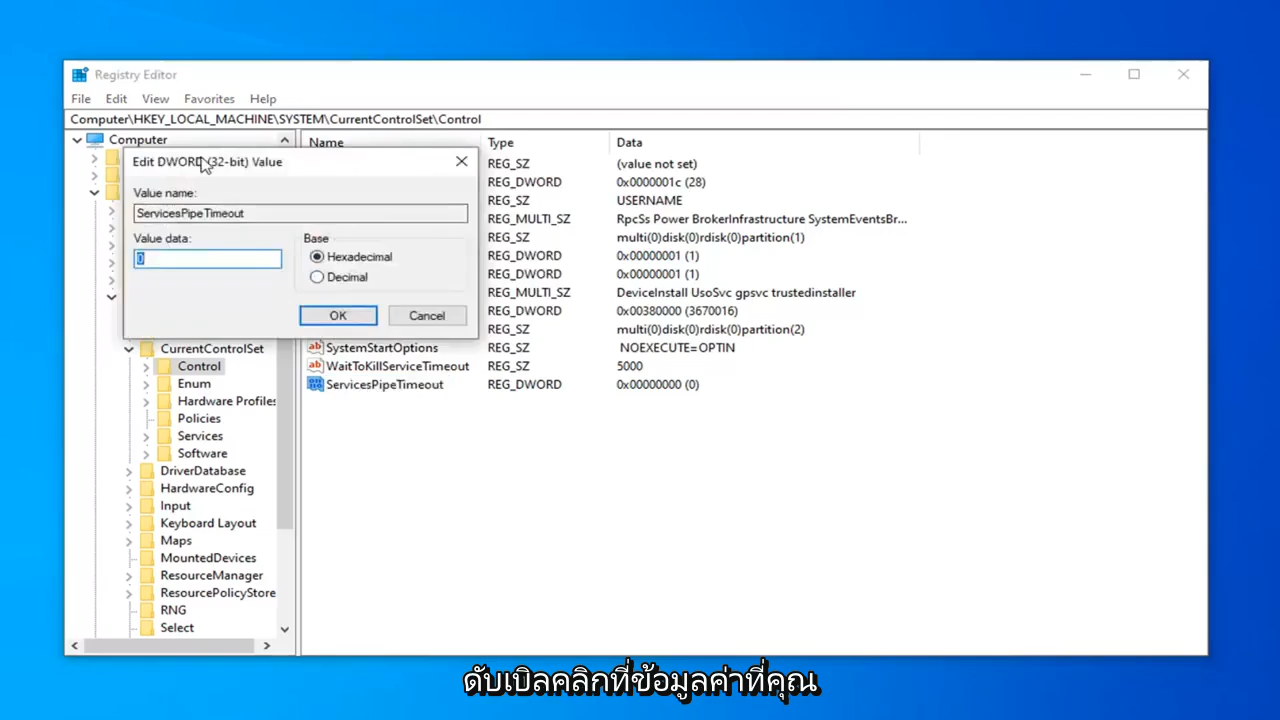 Registry Editor
File Edit View Favorites Help
Computer\HKEY_LOCAL_MACHINE\SYSTEM\CurrentControlSet\Control
Computer
Edit DWORD (32-bit) Value
Value name:
ServicesPipeTimeout
Value data:
0
Base
Hexadecimal
Decimal
OK Cancel
CurrentControlSet
Control
Enum
Hardware Profiles
Policies
Services
Software
DriverDatabase
HardwareConfig
Input
Keyboard Layout
Maps
MountedDevices
ResourceManager
ResourcePolicyStore
RNG
Select
Name Type Data
REG_SZ (value not set)
REG_DWORD 0x0000001c (28)
REG_SZ USERNAME
REG_MULTI_SZ RpcSs Power BrokerInfrastructure SystemEventsBr...
REG_SZ multi(0)disk(0)rdisk(0)partition(1)
REG_DWORD 0x00000001 (1)
REG_DWORD 0x00000001 (1)
REG_MULTI_SZ DeviceInstall UsoSvc gpsvc trustedinstaller
REG_DWORD 0x00380000 (3670016)
REG_SZ multi(0)disk(0)rdisk(0)partition(2)
SystemStartOptions REG_SZ NOEXECUTE=OPTIN
WaitToKillServiceTimeout REG_SZ 5000
ServicesPipeTimeout REG_DWORD 0x00000000 (0)
ดับเบิลคลิกที่ข้อมูลค่าที่คุณ